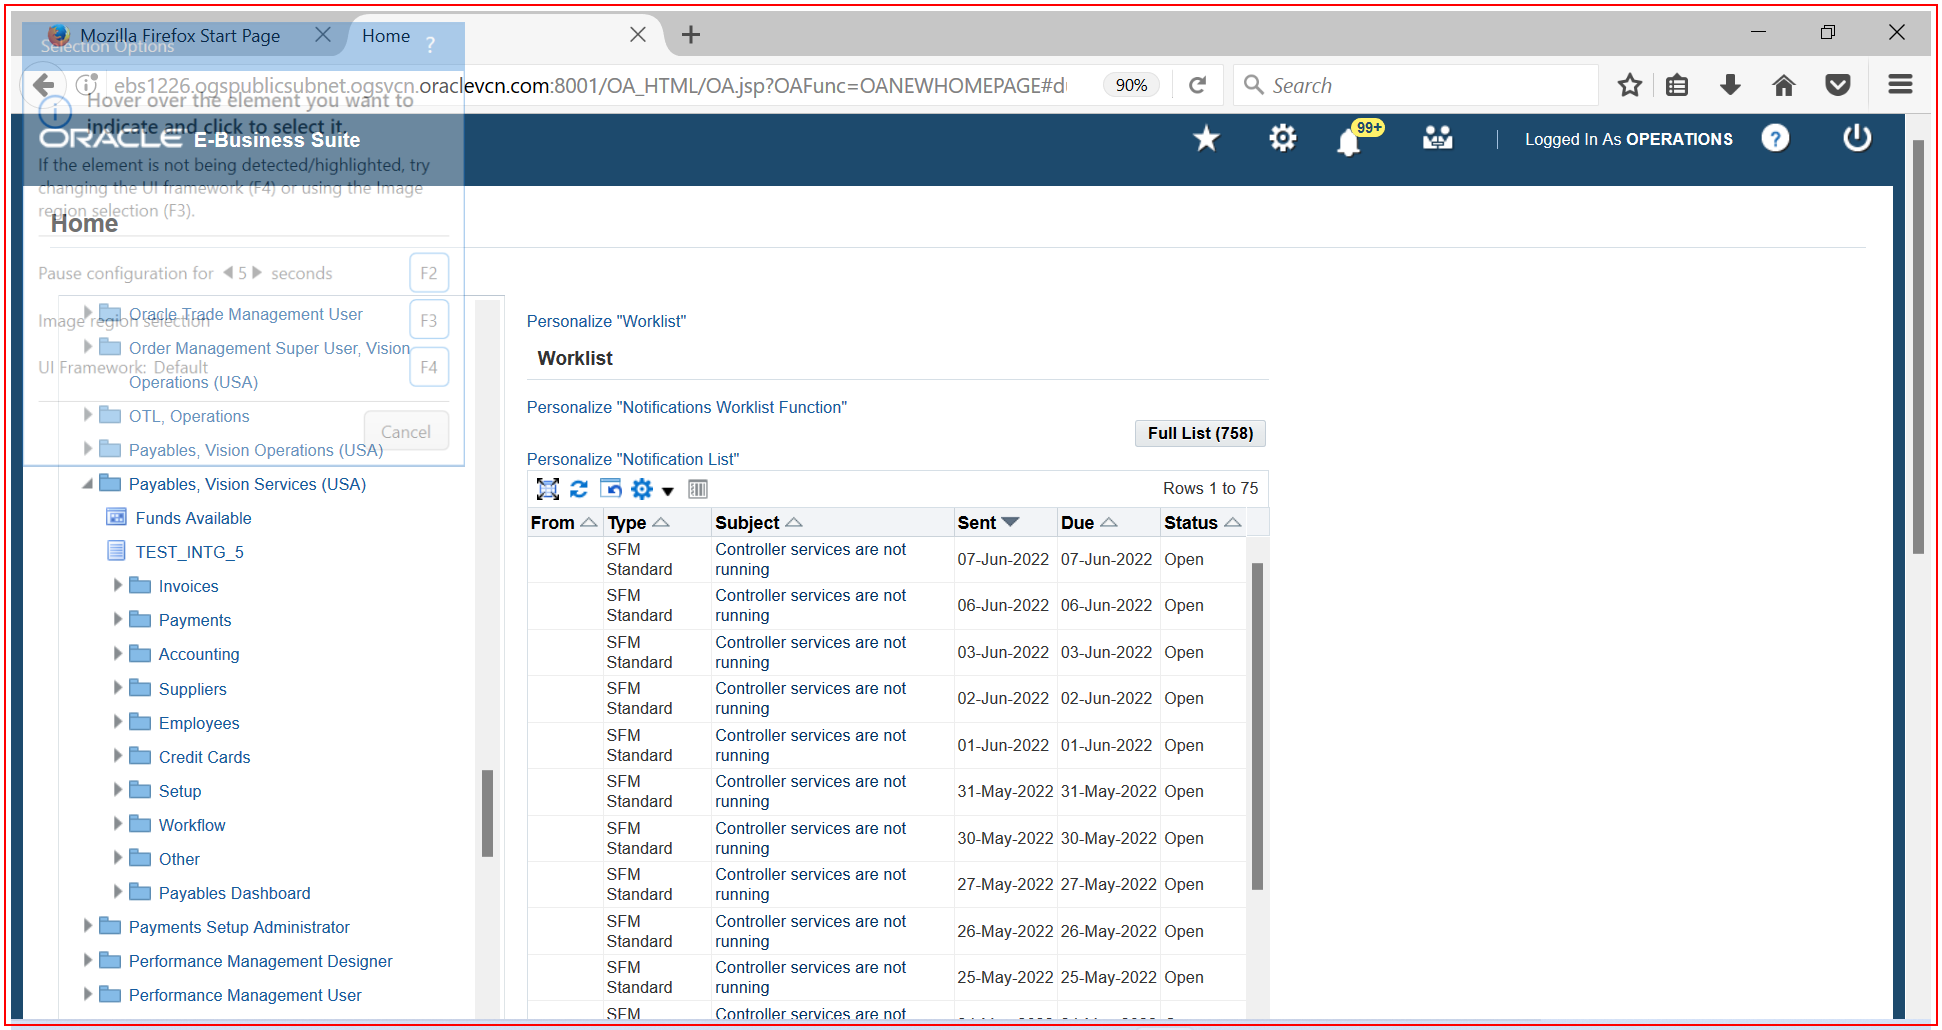 Mozilla Firefox Start Page
Home
Selection Options
?
ebs1226.ogspublicsubnet.ogsvcn.oraclevcn.com:8001/OA_HTML/OA.jsp?OAFunc=OANEWHOMEPAGE#d
90%
Search
Hover over the element you want to
indicate and click to select it.
ORACLE E-Business Suite
99+
Logged In As OPERATIONS
?
If the element is not being detected/highlighted, try
changing the UI framework (F4) or using the Image
region selection (F3).
Home
Pause configuration for 5 seconds
F2
Image region selection
F3
UI Framework: Default
F4
Cancel
Oracle Trade Management User
Order Management Super User, Vision
Operations (USA)
OTL, Operations
Payables, Vision Operations (USA)
Payables, Vision Services (USA)
Funds Available
TEST_INTG_5
Invoices
Payments
Accounting
Suppliers
Employees
Credit Cards
Setup
Workflow
Other
Payables Dashboard
Payments Setup Administrator
Performance Management Designer
Performance Management User
Personalize "Worklist"
Worklist
Personalize "Notifications Worklist Function"
Full List (758)
Personalize "Notification List"
Rows 1 to 75
From Type Subject Sent Due Status
SFM Standard Controller services are not running 07-Jun-2022 07-Jun-2022 Open
SFM Standard Controller services are not running 06-Jun-2022 06-Jun-2022 Open
SFM Standard Controller services are not running 03-Jun-2022 03-Jun-2022 Open
SFM Standard Controller services are not running 02-Jun-2022 02-Jun-2022 Open
SFM Standard Controller services are not running 01-Jun-2022 01-Jun-2022 Open
SFM Standard Controller services are not running 31-May-2022 31-May-2022 Open
SFM Standard Controller services are not running 30-May-2022 30-May-2022 Open
SFM Standard Controller services are not running 27-May-2022 27-May-2022 Open
SFM Standard Controller services are not running 26-May-2022 26-May-2022 Open
SFM Standard Controller services are not running 25-May-2022 25-May-2022 Open
SFM Controller services are not